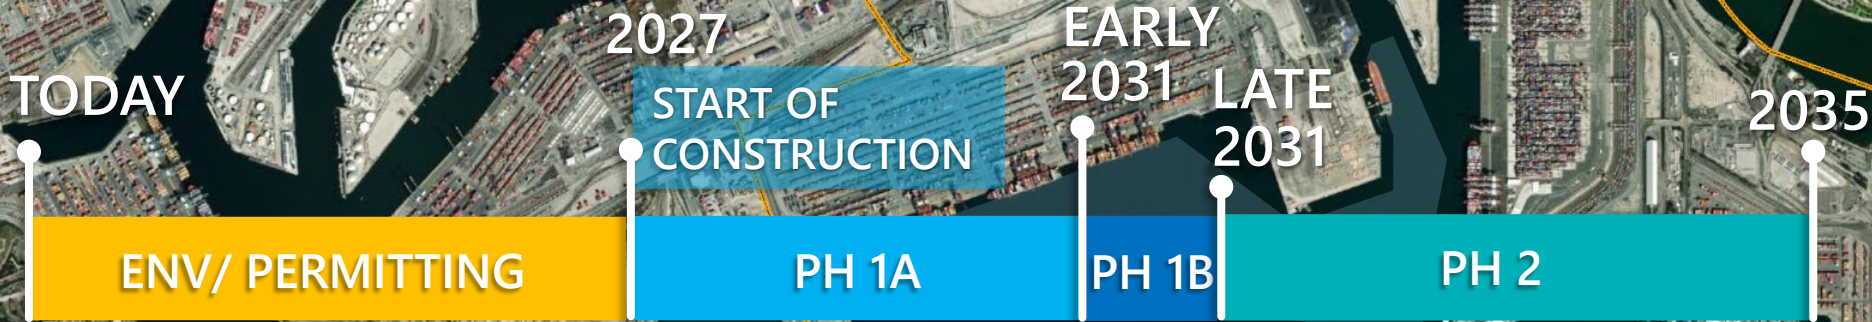 TODAY
2027
START OF
CONSTRUCTION
EARLY
2031
LATE
2031
2035
ENV/ PERMITTING
PH 1A
PH 1B
PH 2